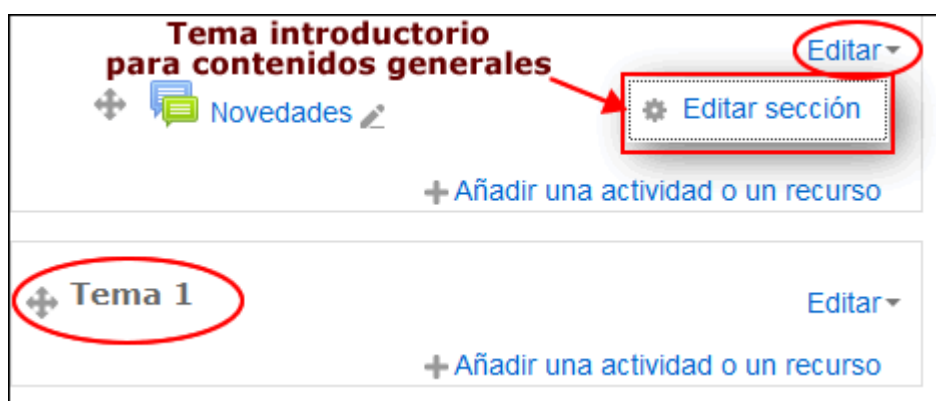 Tema introductorio
para contenidos generales
Editar
Novedades
Editar sección
Añadir una actividad o un recurso
Tema 1
Editar
Añadir una actividad o un recurso